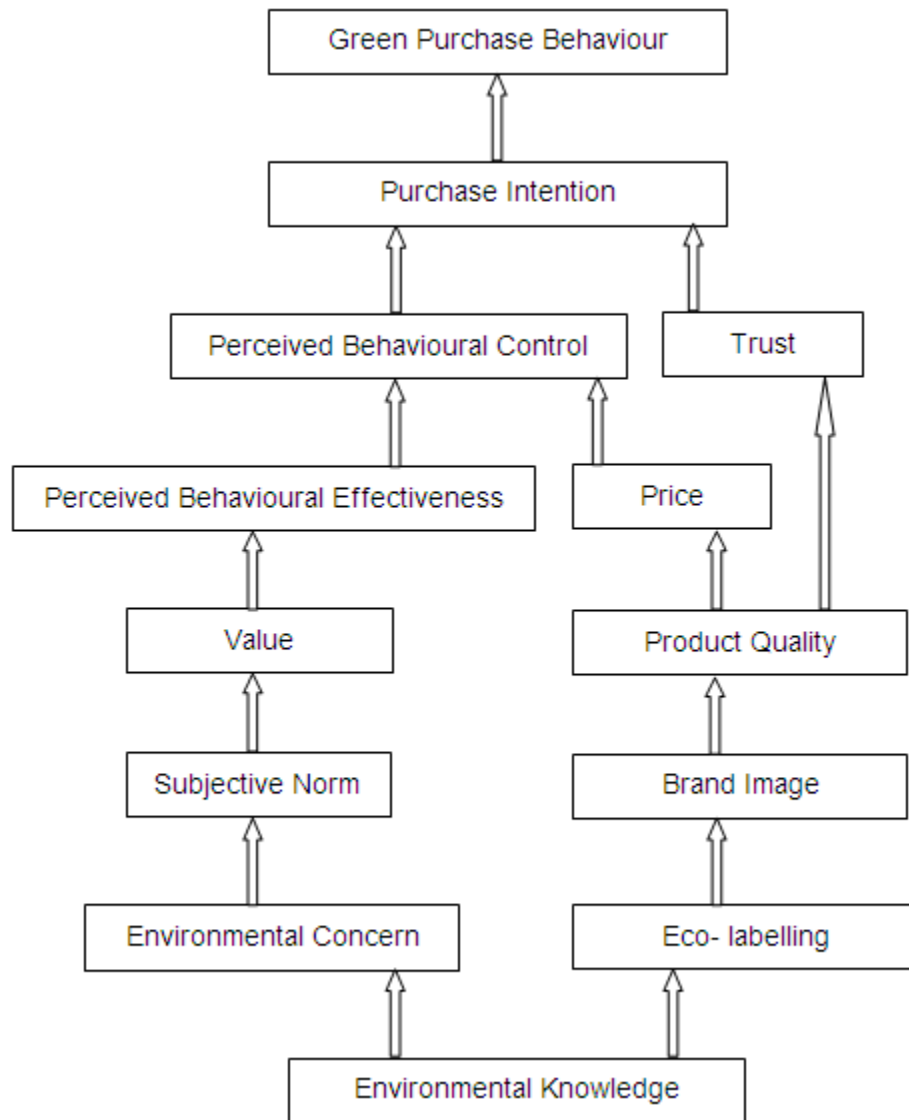 Green Purchase Behaviour
Purchase Intention
Perceived Behavioural Control
Trust
Perceived Behavioural Effectiveness
Price
Value
Product Quality
Subjective Norm
Brand Image
Environmental Concern
Eco- labelling
Environmental Knowledge